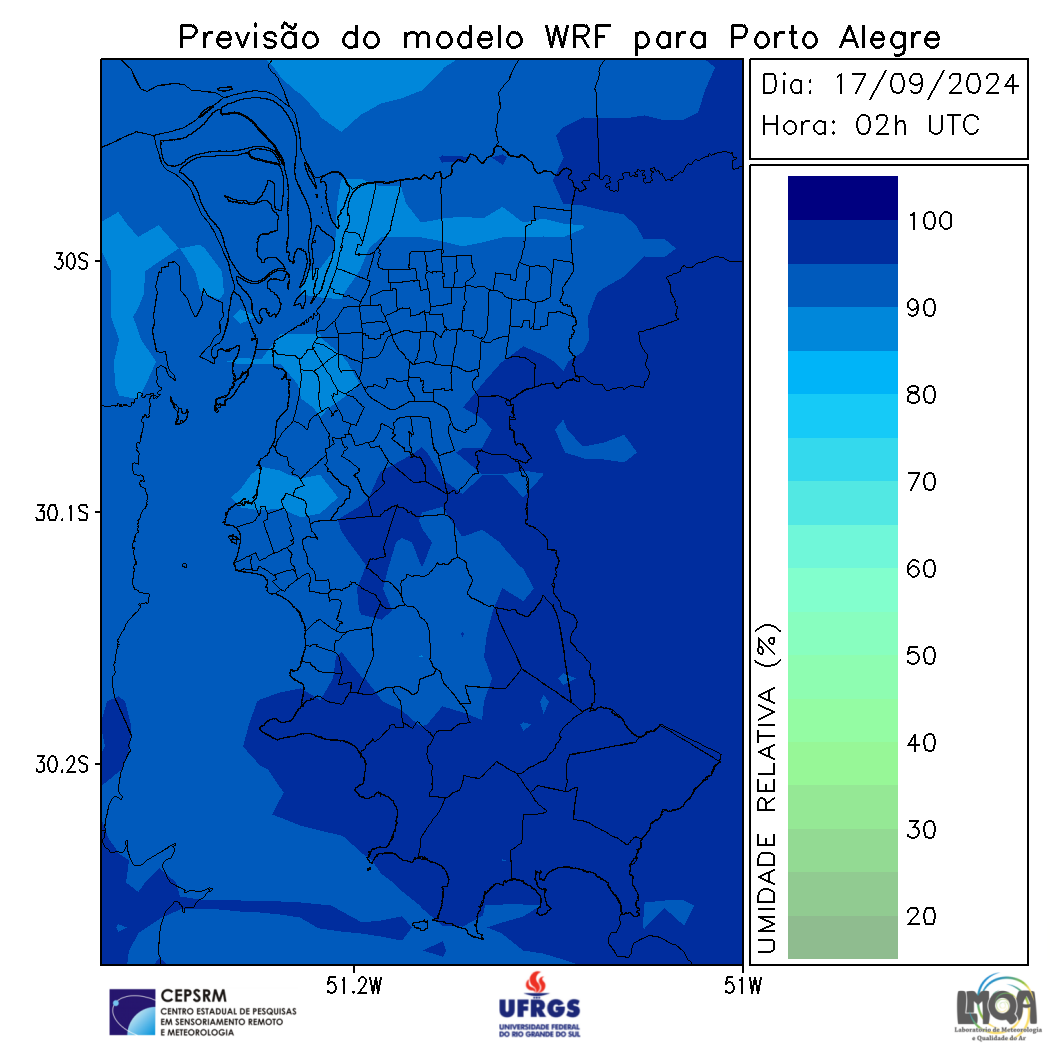 Previsão do modelo WRF para Porto Alegre
Dia: 17/09/2024
Hora: 02h UTC
100
90
80
70
60
50
40
30
20
UMIDADE RELATIVA (%)
30S
30.1S
30.2S
51.2W
51W
CEPSRM
CENTRO ESTADUAL DE PESQUISAS
EM SENSORIAMENTO REMOTO
E METEOROLOGIA
UFRGS
UNIVERSIDADE FEDERAL
DO RIO GRANDE DO SUL
LMQA
Laboratório de Meteorologia
e Qualidade do Ar